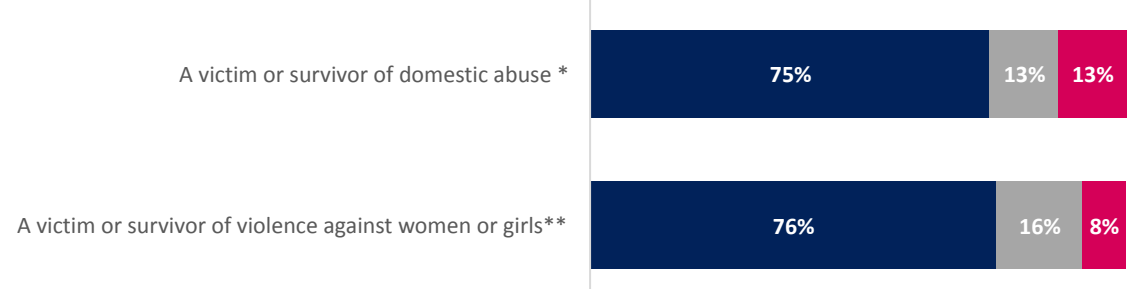 A victim or survivor of domestic abuse * 75% 13% 13%
A victim or survivor of violence against women or girls** 76% 16% 8%